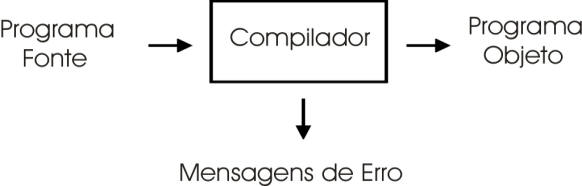 Programa
Fonte
Compilador
Programa
Objeto
Mensagens de Erro